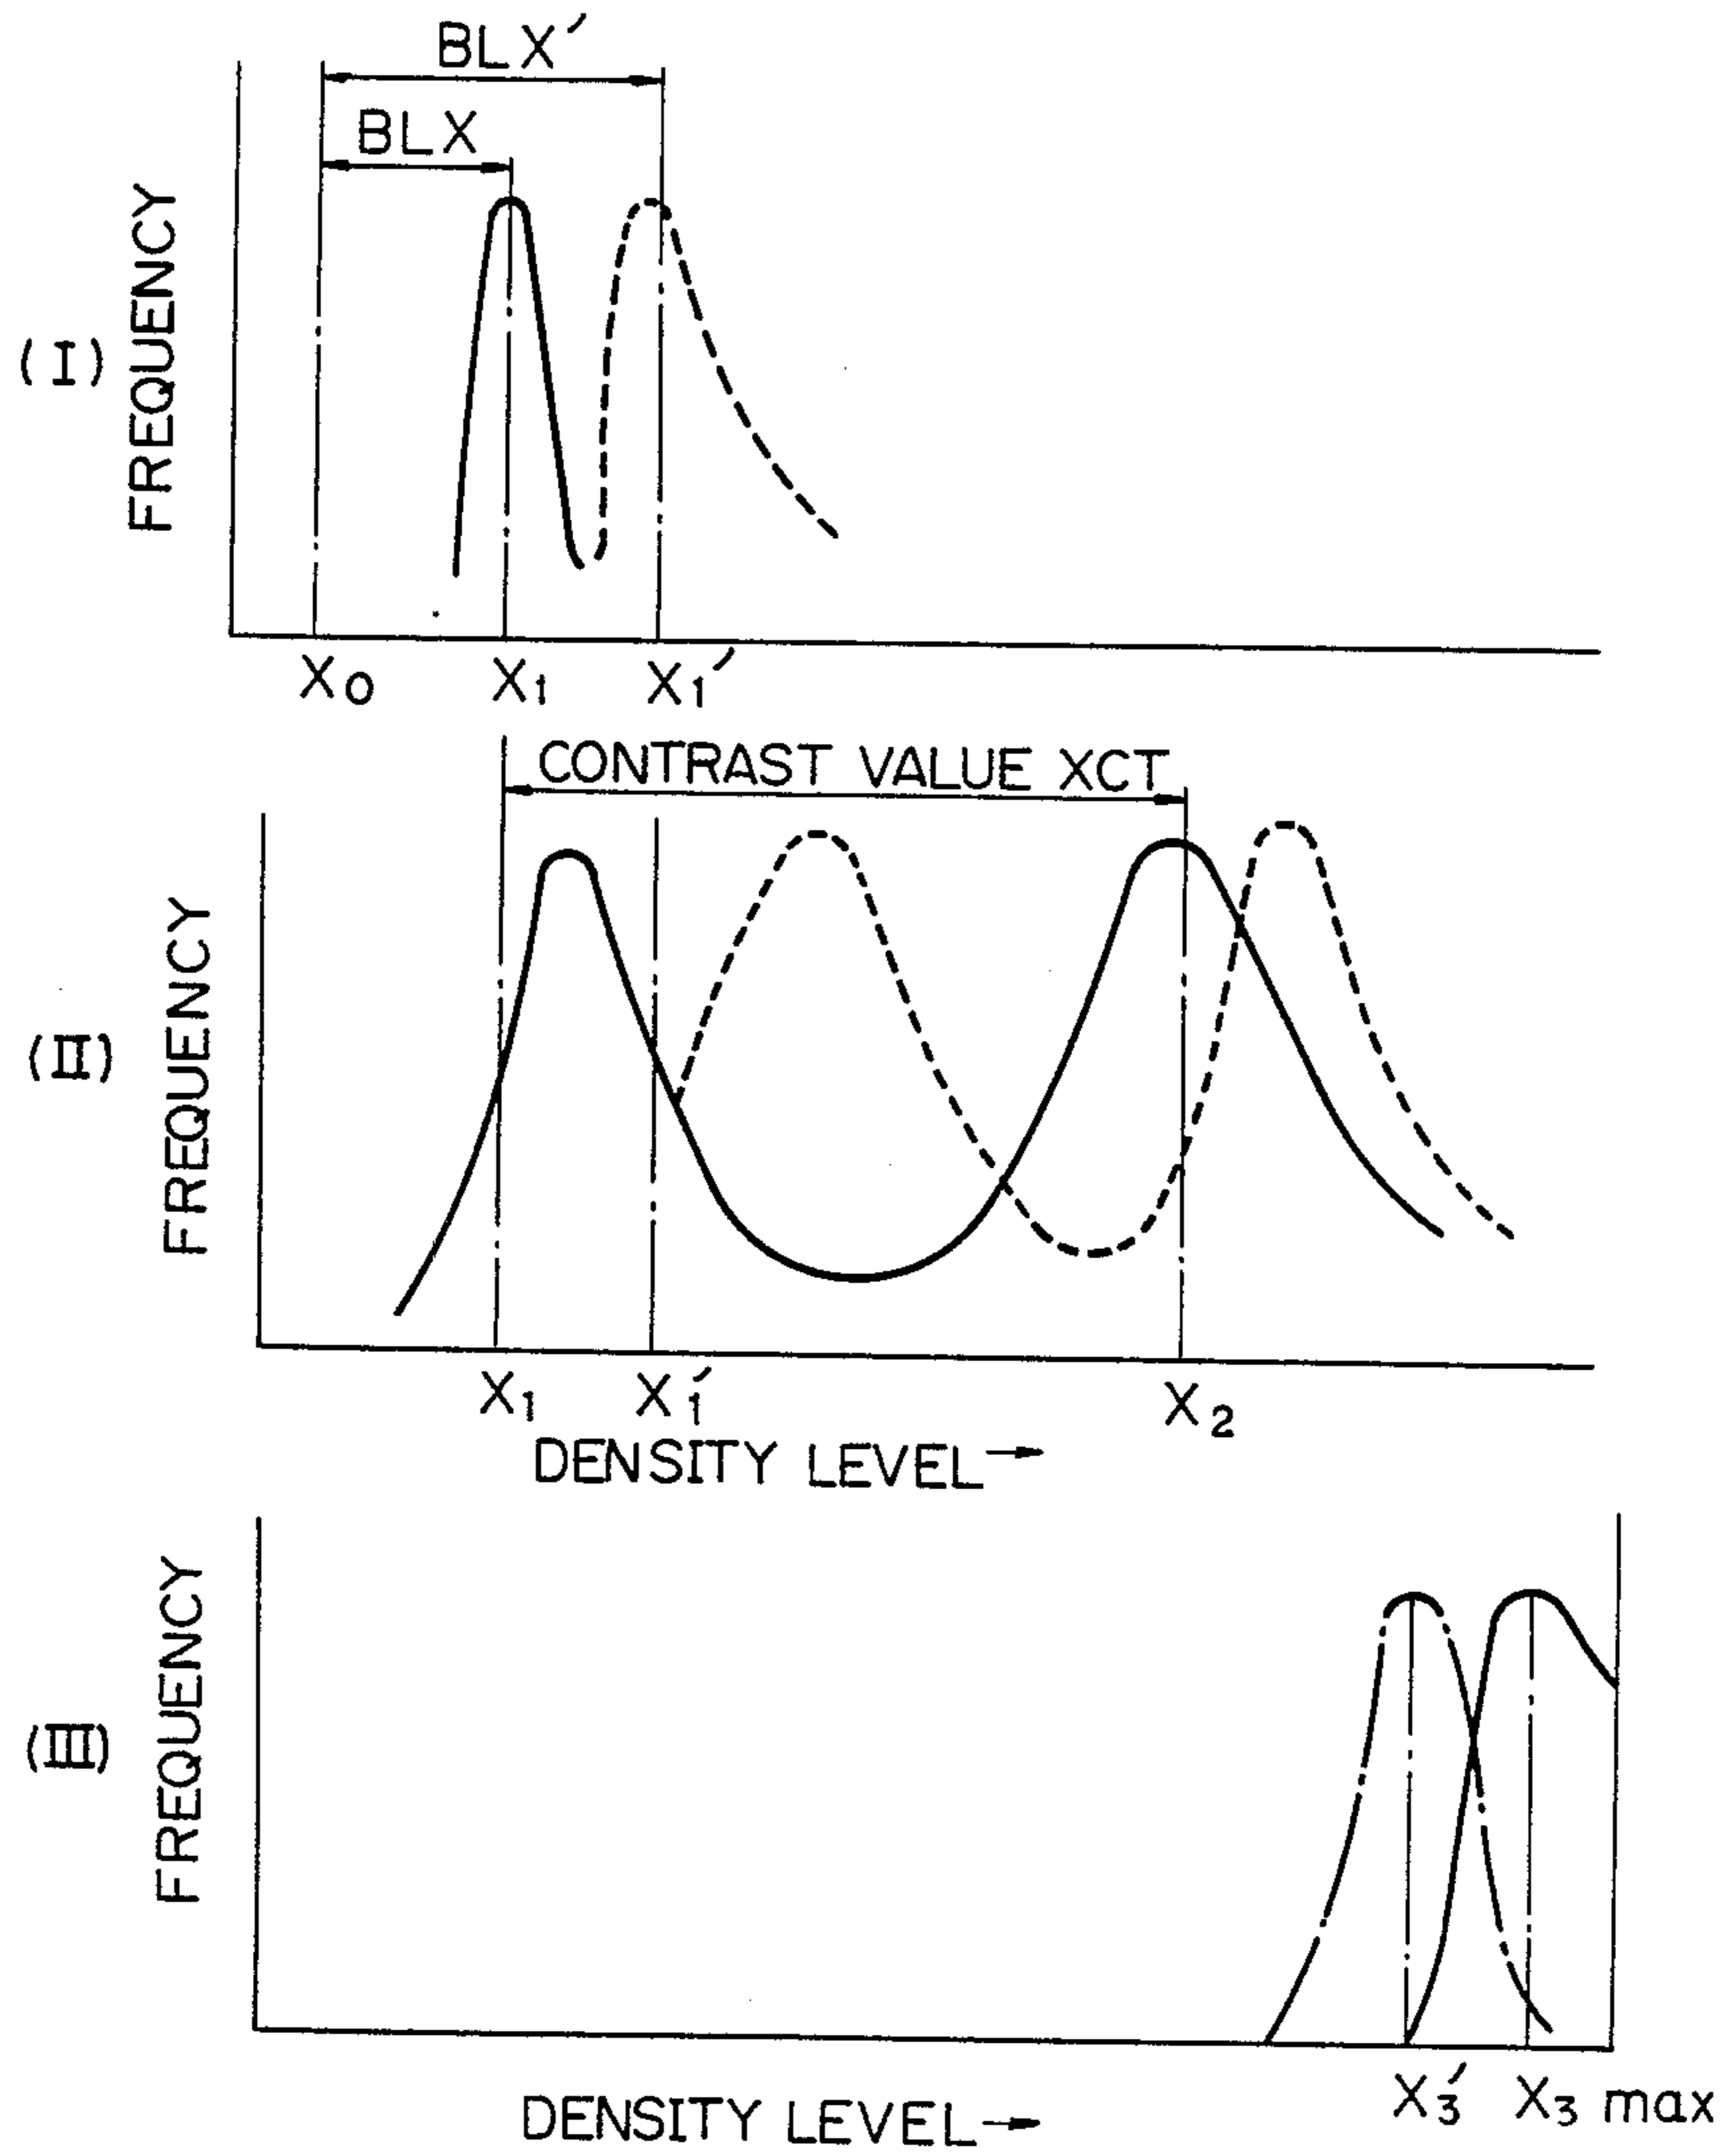 BLX′
BLX
(I)
FREQUENCY
X₀ X₁ X₁′
CONTRAST VALUE XCT
(II)
FREQUENCY
X₁ X₁′ X₂
DENSITY LEVEL →
(III)
FREQUENCY
X₃′ X₃ max
DENSITY LEVEL →